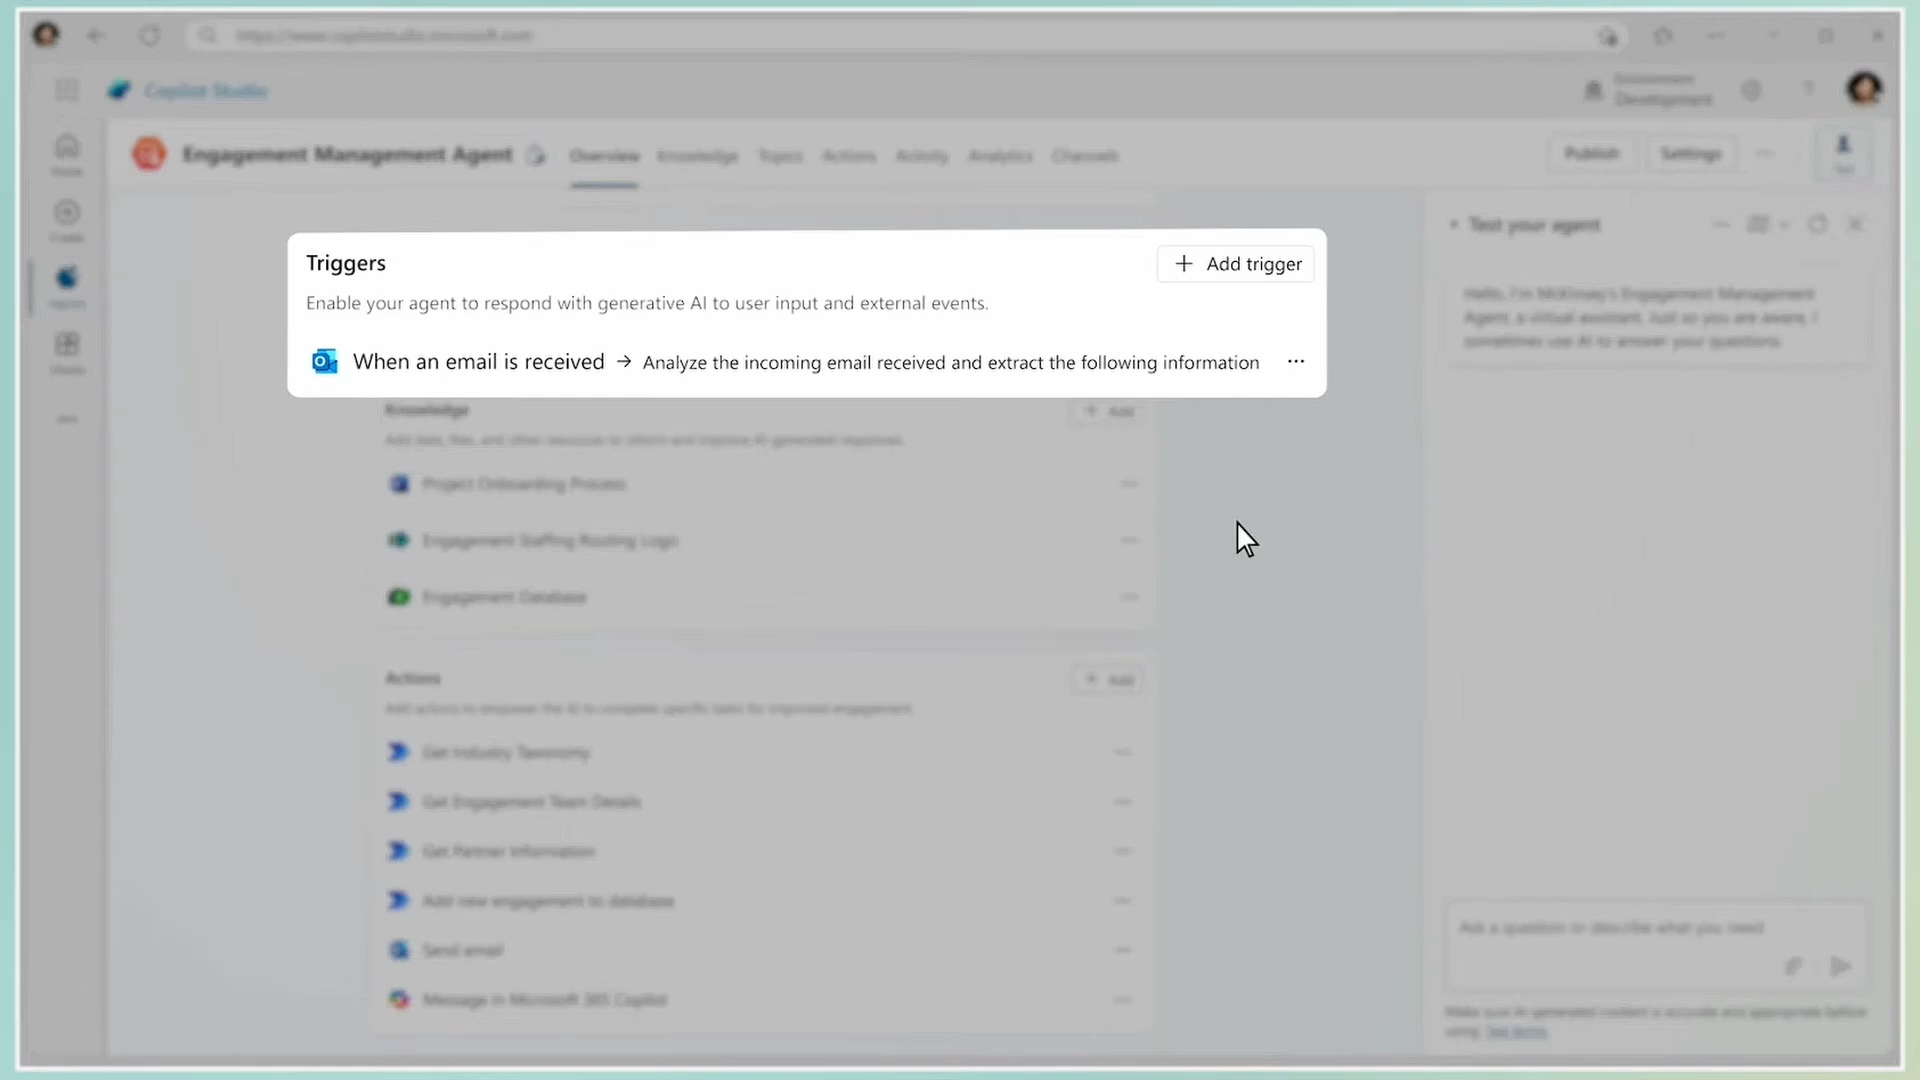 https://www.copilotstudio.microsoft.com
Copilot Studio
Environment
Development
Engagement Management Agent
Overview Knowledge Topics Actions Activity Analytics Channels
Publish Settings
Home
Create
Agents
Triggers
+ Add trigger
Enable your agent to respond with generative AI to user input and external events.
When an email is received → Analyze the incoming email received and extract the following information ...
Knowledge
+ Add
Add data, files, and other resources to inform and improve AI-generated responses.
Project Onboarding Process
Engagement Staffing Routing Logic
Engagement Database
Actions
+ Add
Add actions to empower the AI to complete specific tasks for improved engagement.
Get Industry Taxonomy
Get Engagement Team Details
Get Partner Information
Add new engagement to database
Send email
Message in Microsoft 365 Copilot
Test your agent
Hello, I'm McKinsey's Engagement Management
Agent, a virtual assistant. Just so you are aware, I
sometimes use AI to answer your questions.
Ask a question or describe what you need
Make sure AI-generated content is accurate and appropriate before
using. See terms